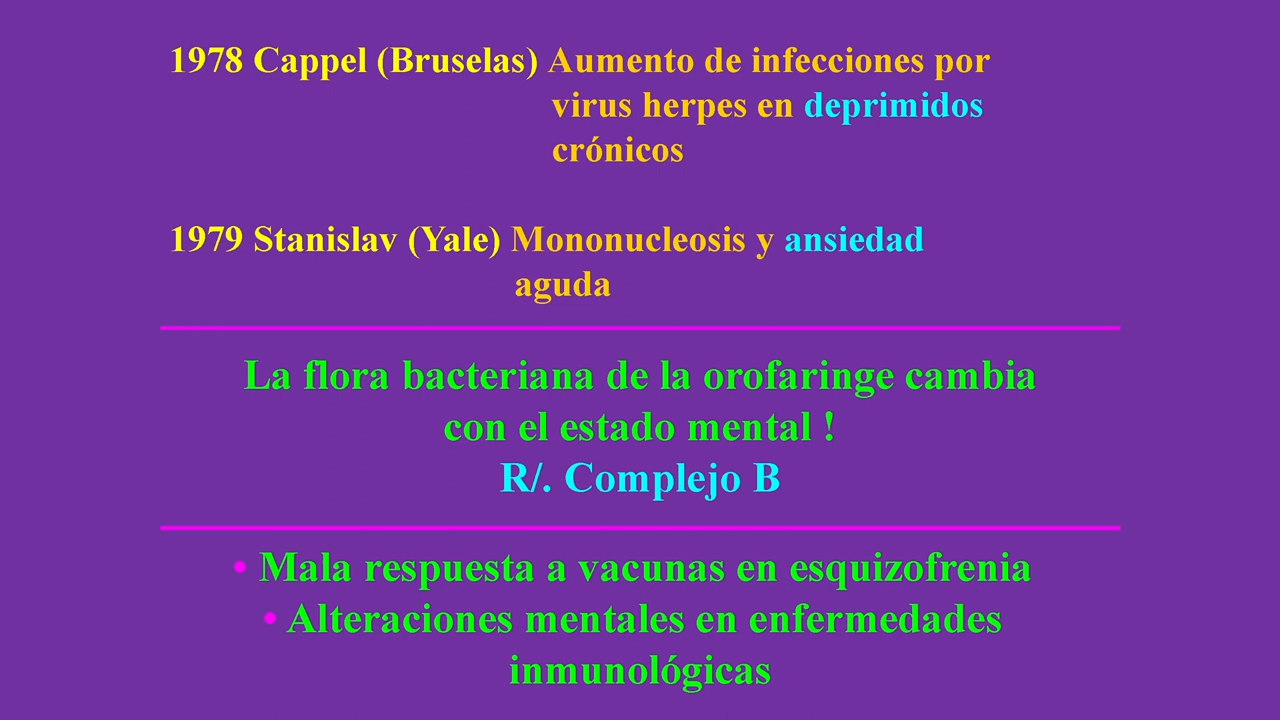 1978 Cappel (Bruselas) Aumento de infecciones por
virus herpes en deprimidos
crónicos
1979 Stanislav (Yale) Mononucleosis y ansiedad
aguda
La flora bacteriana de la orofaringe cambia
con el estado mental !
R/. Complejo B
• Mala respuesta a vacunas en esquizofrenia
• Alteraciones mentales en enfermedades
inmunológicas